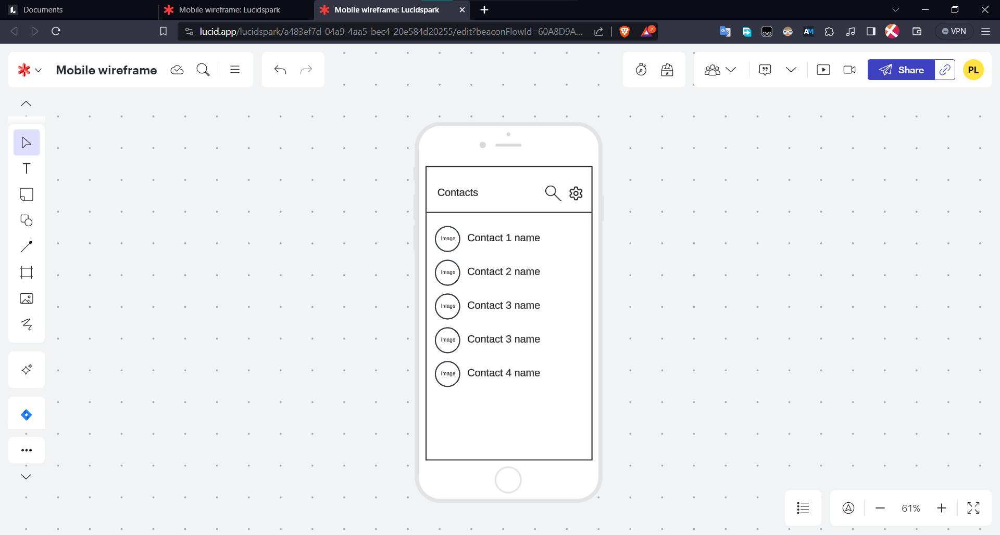 Documents
Mobile wireframe: Lucidspark
Mobile wireframe: Lucidspark
lucid.app/lucidspark/a483ef7d-04a9-4aa5-bec4-20e584d20255/edit?beaconFlowId=60A8D9A...
2
AM
VPN
Mobile wireframe
Share
PL
T
Contacts
Image Contact 1 name
Image Contact 2 name
Image Contact 3 name
Image Contact 3 name
Image Contact 4 name
61%